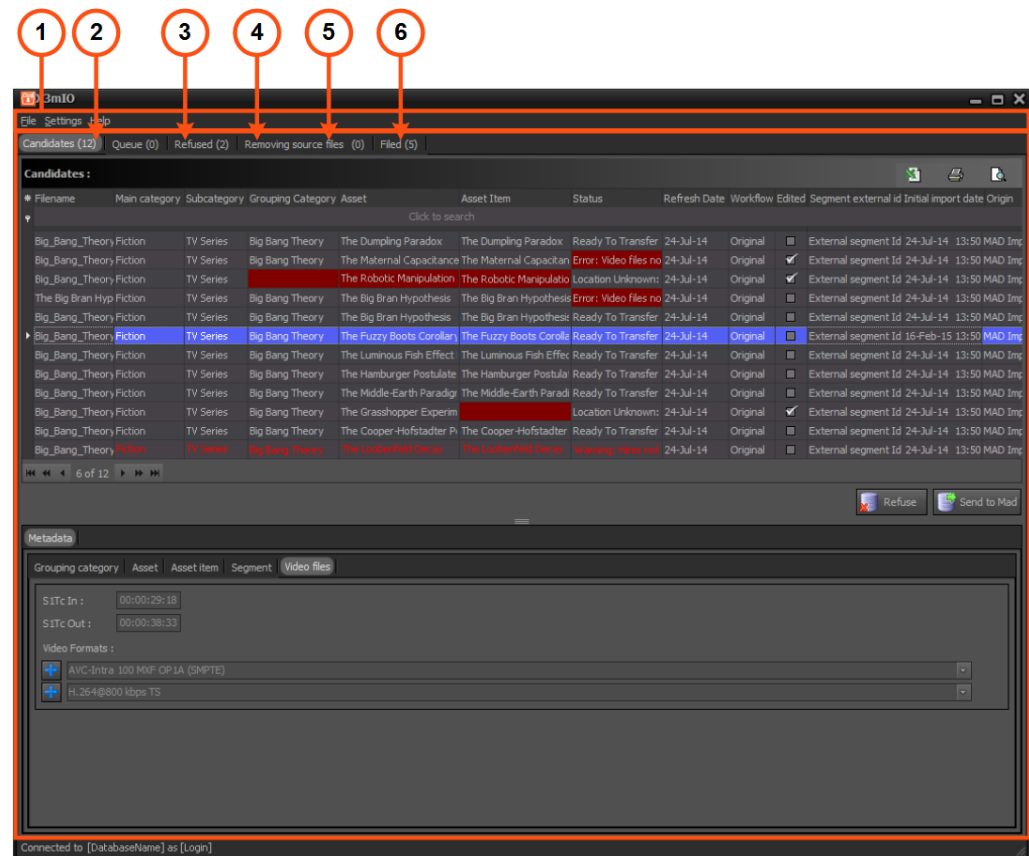 1 2 3 4 5 6
X3mIO
File Settings Help
Candidates (12) Queue (0) Refused (2) Removing source files (0) Filed (5)
Candidates :
Filename Main category Subcategory Grouping Category Asset Asset Item Status Refresh Date Workflow Edited Segment external id Initial import date Origin
Click to search
Big_Bang_Theory Fiction TV Series Big Bang Theory The Dumpling Paradox The Dumpling Paradox Ready To Transfer 24-Jul-14 Original External segment Id 24-Jul-14 13:50 MAD Imp
Big_Bang_Theory Fiction TV Series Big Bang Theory The Maternal Capacitance The Maternal Capacitan Error: Video files no 24-Jul-14 Original External segment Id 24-Jul-14 13:50 MAD Imp
Big_Bang_Theory Fiction TV Series The Robotic Manipulation The Robotic Manipulatio Location Unknown: 24-Jul-14 Original External segment Id 24-Jul-14 13:50 MAD Imp
The Big Bran Hyp Fiction TV Series Big Bang Theory The Big Bran Hypothesis The Big Bran Hypothesis Error: Video files no 24-Jul-14 Original External segment Id 24-Jul-14 13:50 MAD Imp
Big_Bang_Theory Fiction TV Series Big Bang Theory The Big Bran Hypothesis The Big Bran Hypothesis Ready To Transfer 24-Jul-14 Original External segment Id 24-Jul-14 13:50 MAD Imp
Big_Bang_Theory Fiction TV Series Big Bang Theory The Fuzzy Boots Corollary The Fuzzy Boots Corolla Ready To Transfer 24-Jul-14 Original External segment Id 16-Feb-15 13:50 MAD Imp
Big_Bang_Theory Fiction TV Series Big Bang Theory The Luminous Fish Effect The Luminous Fish Effec Ready To Transfer 24-Jul-14 Original External segment Id 24-Jul-14 13:50 MAD Imp
Big_Bang_Theory Fiction TV Series Big Bang Theory The Hamburger Postulate The Hamburger Postula Ready To Transfer 24-Jul-14 Original External segment Id 24-Jul-14 13:50 MAD Imp
Big_Bang_Theory Fiction TV Series Big Bang Theory The Middle-Earth Paradigr The Middle-Earth Paradi Ready To Transfer 24-Jul-14 Original External segment Id 24-Jul-14 13:50 MAD Imp
Big_Bang_Theory Fiction TV Series Big Bang Theory The Grasshopper Experim Location Unknown: 24-Jul-14 Original External segment Id 24-Jul-14 13:50 MAD Imp
Big_Bang_Theory Fiction TV Series Big Bang Theory The Cooper-Hofstadter P The Cooper-Hofstadter Ready To Transfer 24-Jul-14 Original External segment Id 24-Jul-14 13:50 MAD Imp
Big_Bang_Theory Fiction TV Series Big Bang Theory 24-Jul-14 Original External segment Id 24-Jul-14 13:50 MAD Imp
6 of 12
Refuse Send to Mad
Metadata
Grouping category Asset Asset item Segment Video files
S1Tc In : 00:00:29:18
S1Tc Out : 00:00:38:33
Video Formats :
AVC-Intra 100 MXF OP1A (SMPTE)
H.264@800 kbps TS
Connected to [DatabaseName] as [Login]